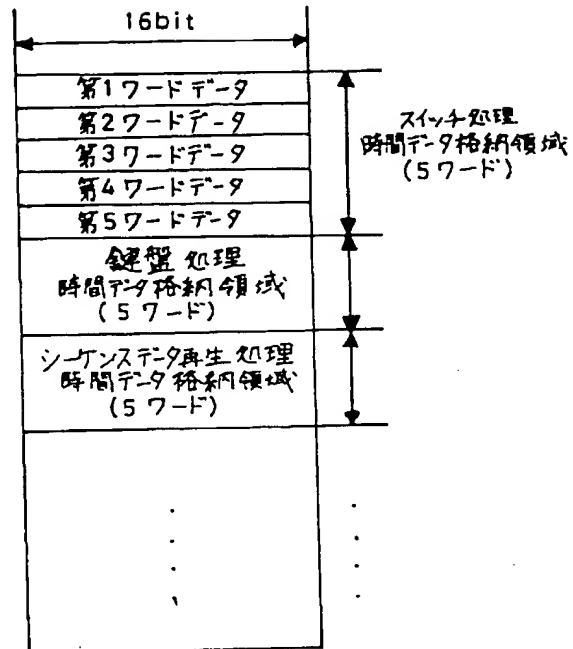 16bit
第1ワードデータ
第2ワードデータ
第3ワードデータ
第4ワードデータ
第5ワードデータ
スイッチ処理
時間データ格納領域
(5ワード)
鍵盤処理
時間データ格納領域
(5ワード)
シーケンスデータ再生処理
時間データ格納領域
(5ワード)